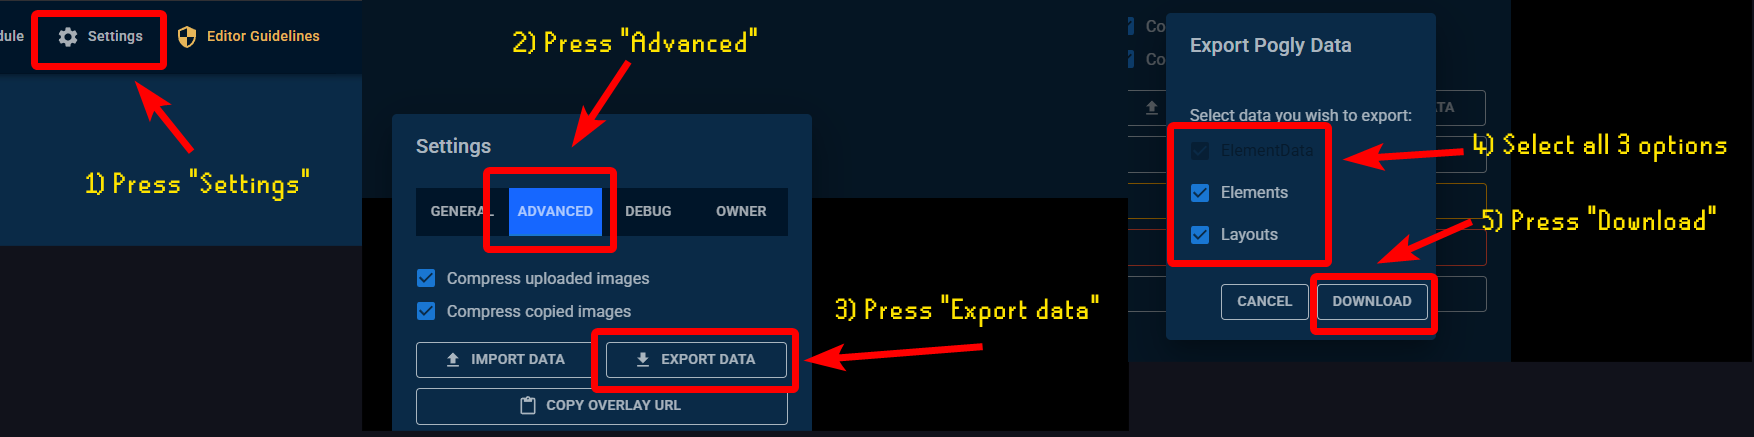 dule
Settings
Editor Guidelines
1) Press "Settings"
2) Press "Advanced"
Settings
GENERAL
ADVANCED
DEBUG
OWNER
Compress uploaded images
Compress copied images
IMPORT DATA
EXPORT DATA
COPY OVERLAY URL
3) Press "Export data"
Co
Co
ATA
Export Pogly Data
Select data you wish to export:
ElementData
Elements
Layouts
CANCEL
DOWNLOAD
4) Select all 3 options
5) Press "Download"